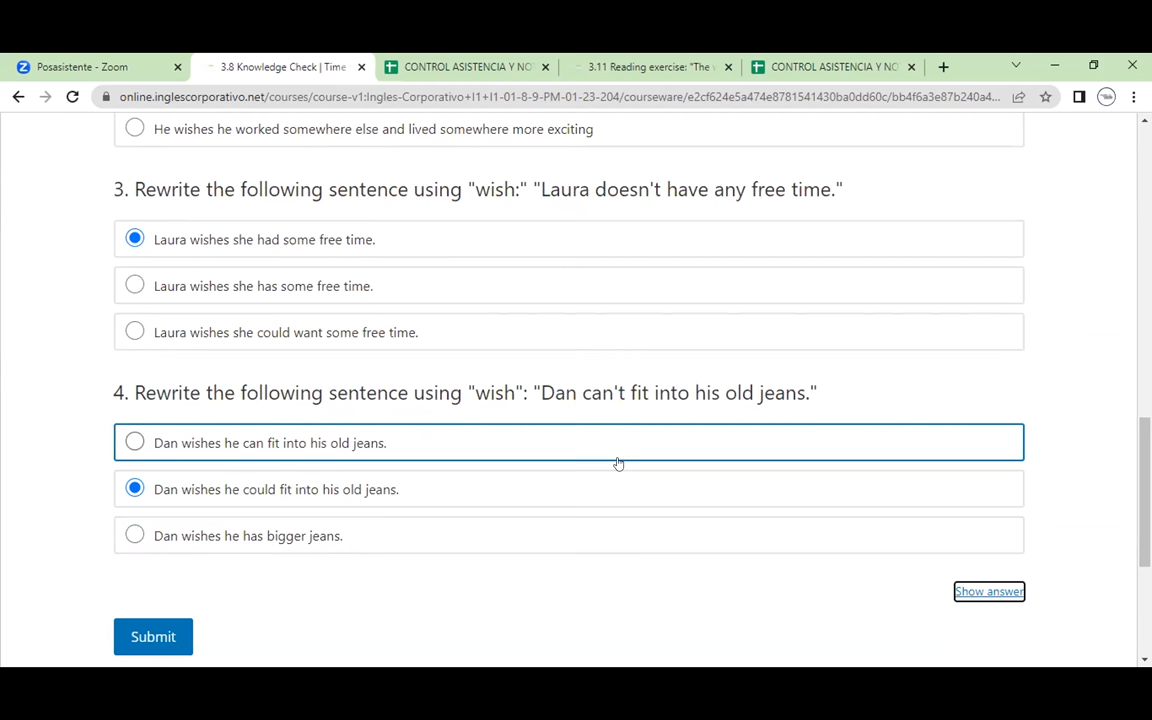 Posasistente - Zoom
3.8 Knowledge Check | Time
CONTROL ASISTENCIA Y NO
3.11 Reading exercise: "The
CONTROL ASISTENCIA Y NO
online.inglescorporativo.net/courses/course-v1:Ingles-Corporativo+I1+I1-01-8-9-PM-01-23-204/courseware/e2cf624e5a474e8781541430ba0dd60c/bb4f6a3e87b240a4...
He wishes he worked somewhere else and lived somewhere more exciting
3. Rewrite the following sentence using "wish:" "Laura doesn't have any free time."
Laura wishes she had some free time.
Laura wishes she has some free time.
Laura wishes she could want some free time.
4. Rewrite the following sentence using "wish": "Dan can't fit into his old jeans."
Dan wishes he can fit into his old jeans.
Dan wishes he could fit into his old jeans.
Dan wishes he has bigger jeans.
Show answer
Submit